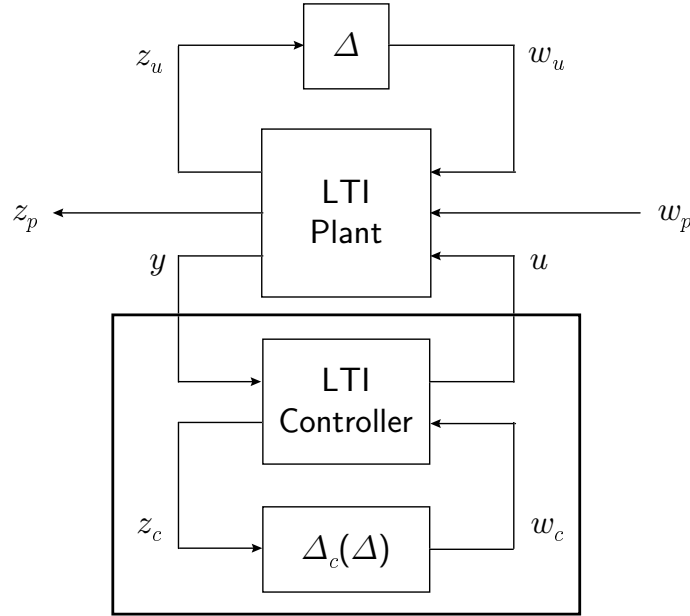 Δ
z_u
w_u
LTI
Plant
z_p
w_p
y
u
LTI
Controller
z_c
w_c
Δ_c(Δ)